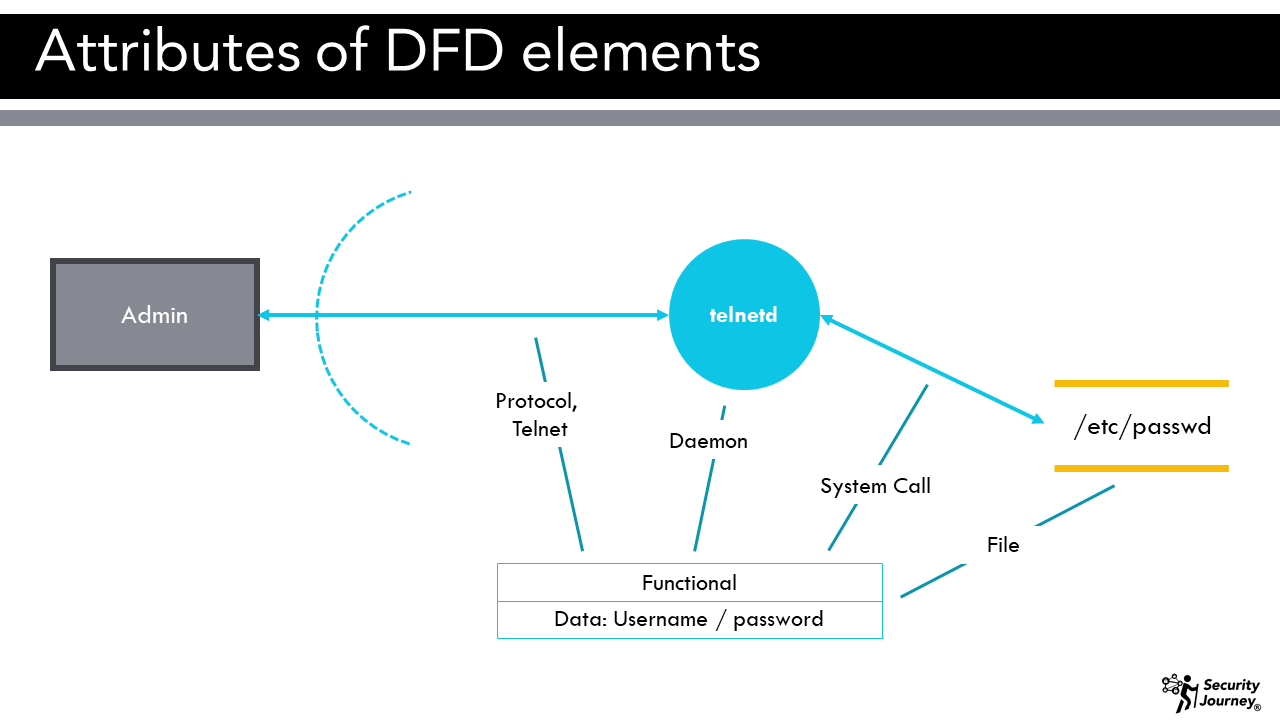 Attributes of DFD elements
Admin
telnetd
Protocol,
Telnet
Daemon
/etc/passwd
System Call
File
Functional
Data: Username / password
Security
Journey®